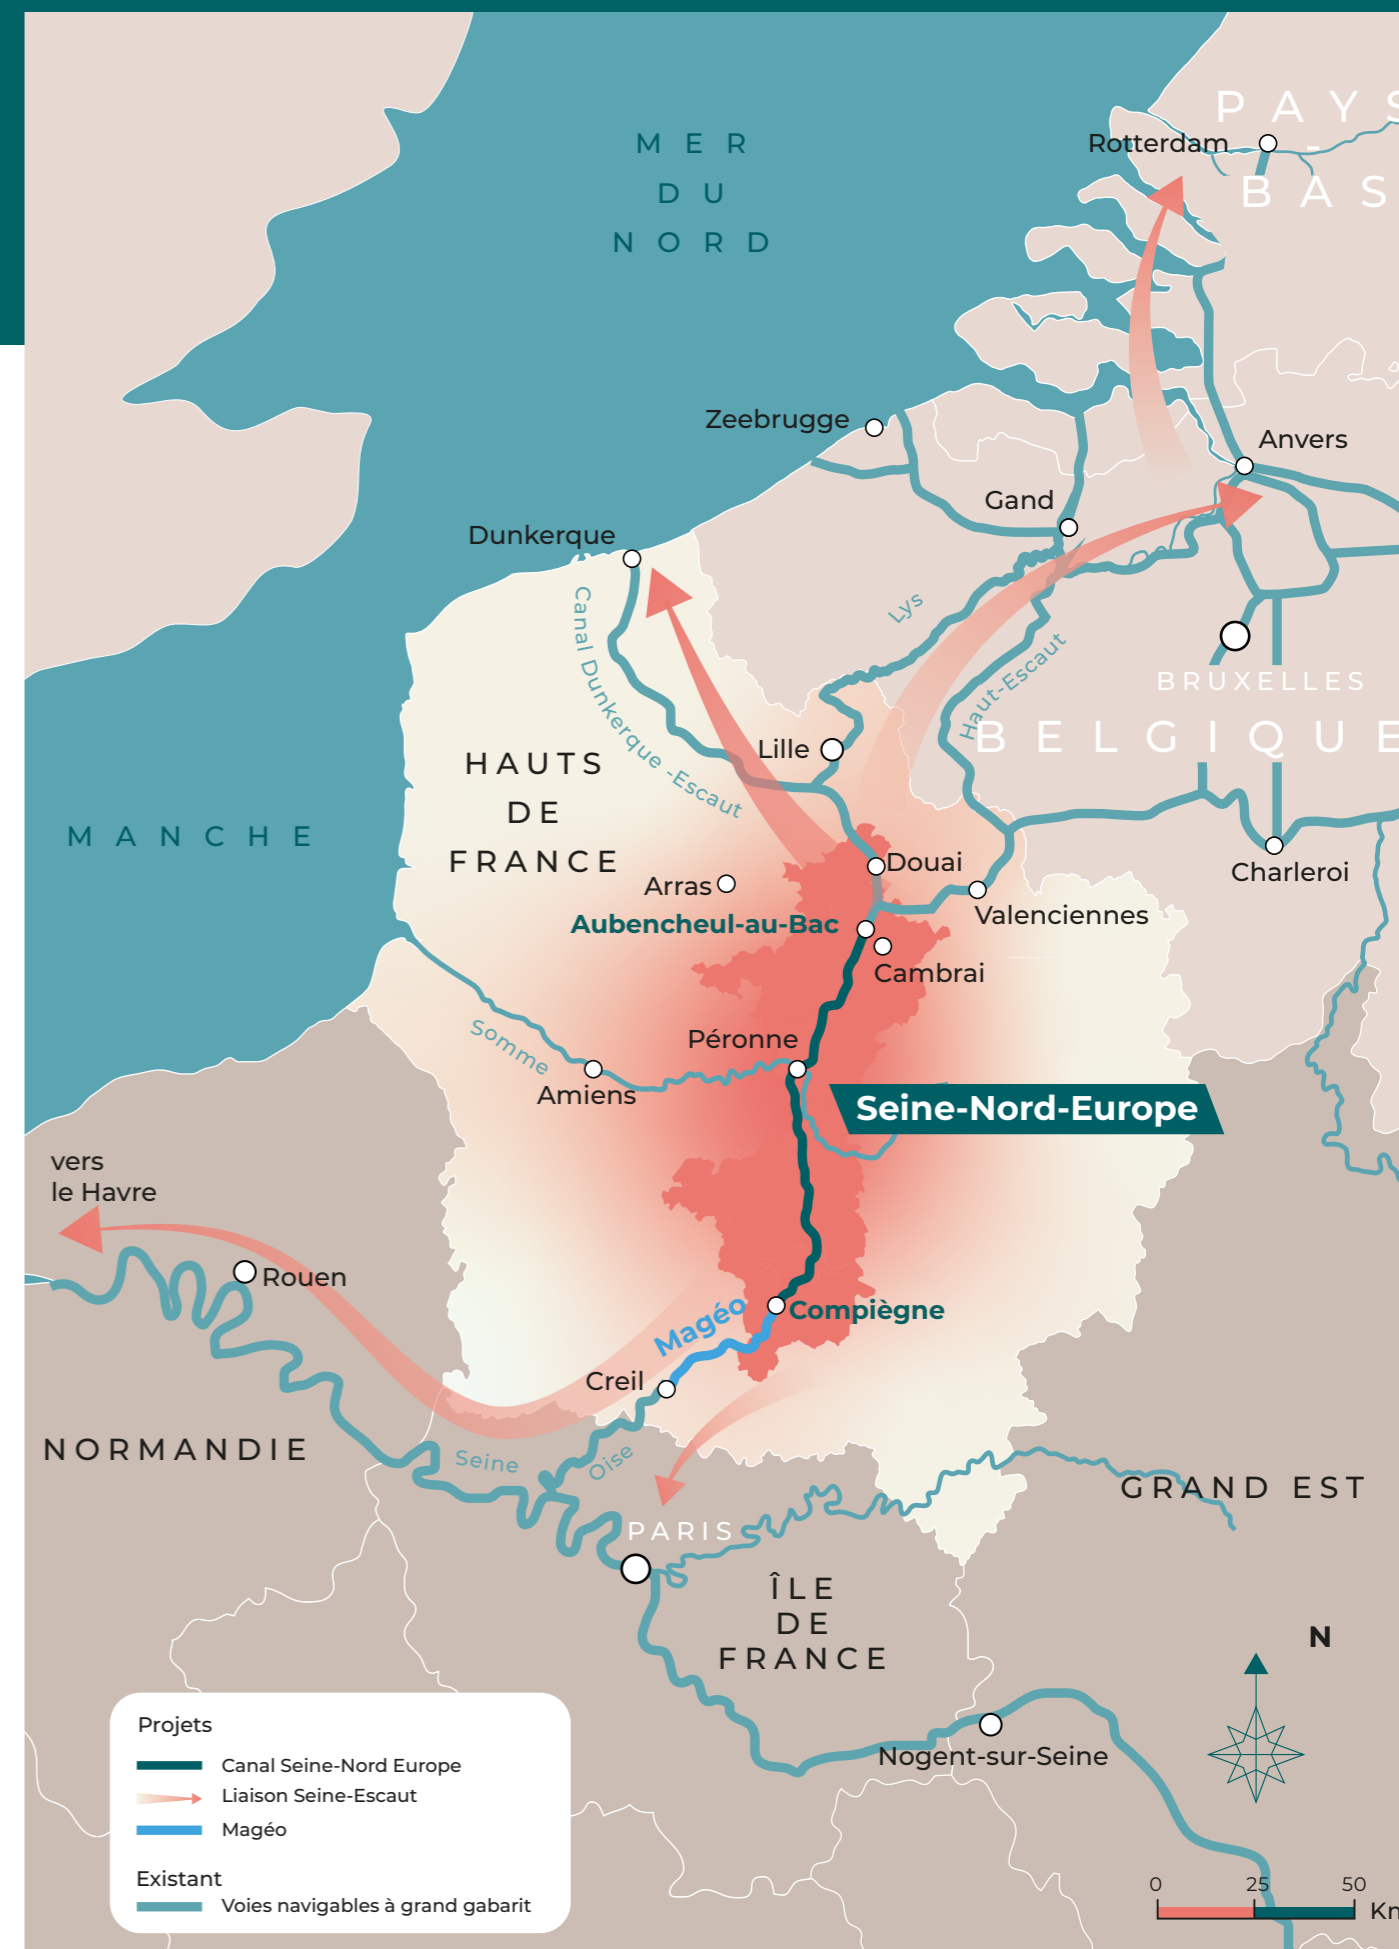 MER
DU
NORD
PAYS
-
BAS
Rotterdam
Zeebrugge
Anvers
Gand
Dunkerque
Canal Dunkerque -Escaut
Lys
Haut-Escaut
BRUXELLES
BELGIQUE
Lille
HAUTS
DE
FRANCE
MANCHE
Douai
Arras
Charleroi
Valenciennes
Aubencheul-au-Bac
Cambrai
Péronne
Somme
Amiens
Seine-Nord-Europe
vers
le Havre
Rouen
Magéo
Compiègne
Creil
NORMANDIE
Seine
Oise
GRAND EST
PARIS
ÎLE
DE
FRANCE
N
Nogent-sur-Seine
Projets
Canal Seine-Nord Europe
Liaison Seine-Escaut
Magéo
Existant
Voies navigables à grand gabarit
0 25 50
Km